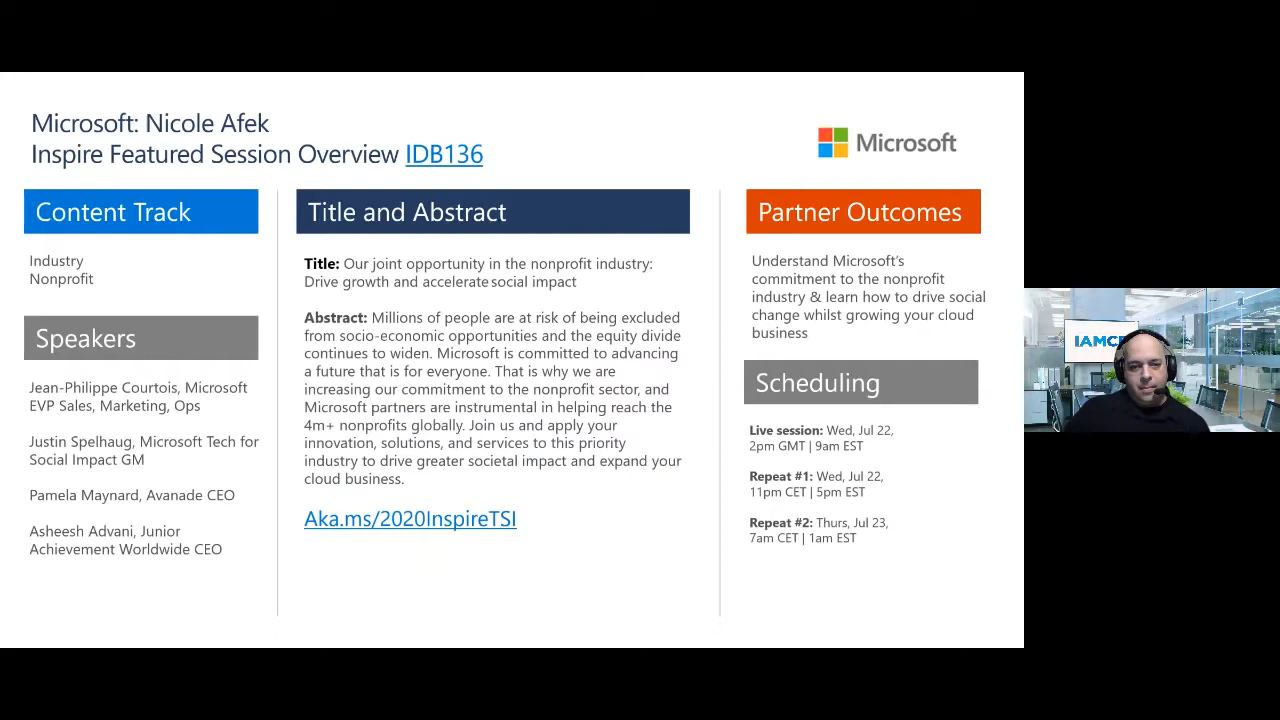 Microsoft: Nicole Afek
Inspire Featured Session Overview IDB136
Microsoft
Content Track
Industry
Nonprofit
Speakers
Jean-Philippe Courtois, Microsoft
EVP Sales, Marketing, Ops
Justin Spelhaug, Microsoft Tech for
Social Impact GM
Pamela Maynard, Avanade CEO
Asheesh Advani, Junior
Achievement Worldwide CEO
Title and Abstract
Title: Our joint opportunity in the nonprofit industry:
Drive growth and accelerate social impact
Abstract: Millions of people are at risk of being excluded
from socio-economic opportunities and the equity divide
continues to widen. Microsoft is committed to advancing
a future that is for everyone. That is why we are
increasing our commitment to the nonprofit sector, and
Microsoft partners are instrumental in helping reach the
4m+ nonprofits globally. Join us and apply your
innovation, solutions, and services to this priority
industry to drive greater societal impact and expand your
cloud business.
Aka.ms/2020InspireTSI
Partner Outcomes
Understand Microsoft's
commitment to the nonprofit
industry & learn how to drive social
change whilst growing your cloud
business
Scheduling
Live session: Wed, Jul 22,
2pm GMT | 9am EST
Repeat #1: Wed, Jul 22,
11pm CET | 5pm EST
Repeat #2: Thurs, Jul 23,
7am CET | 1am EST